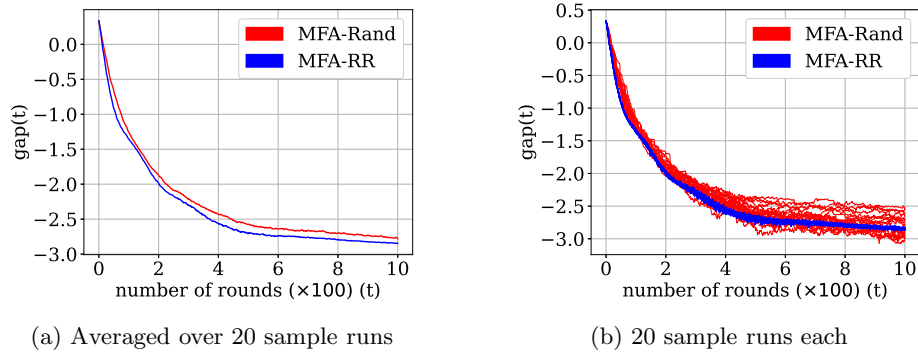 MFA-Rand
MFA-RR
0.0
−0.5
−1.0
−1.5
−2.0
−2.5
−3.0
gap(t)
0 2 4 6 8 10
number of rounds (×100) (t)
(a) Averaged over 20 sample runs
MFA-Rand
MFA-RR
0.5
0.0
−0.5
−1.0
−1.5
−2.0
−2.5
−3.0
gap(t)
0 2 4 6 8 10
number of rounds (×100) (t)
(b) 20 sample runs each